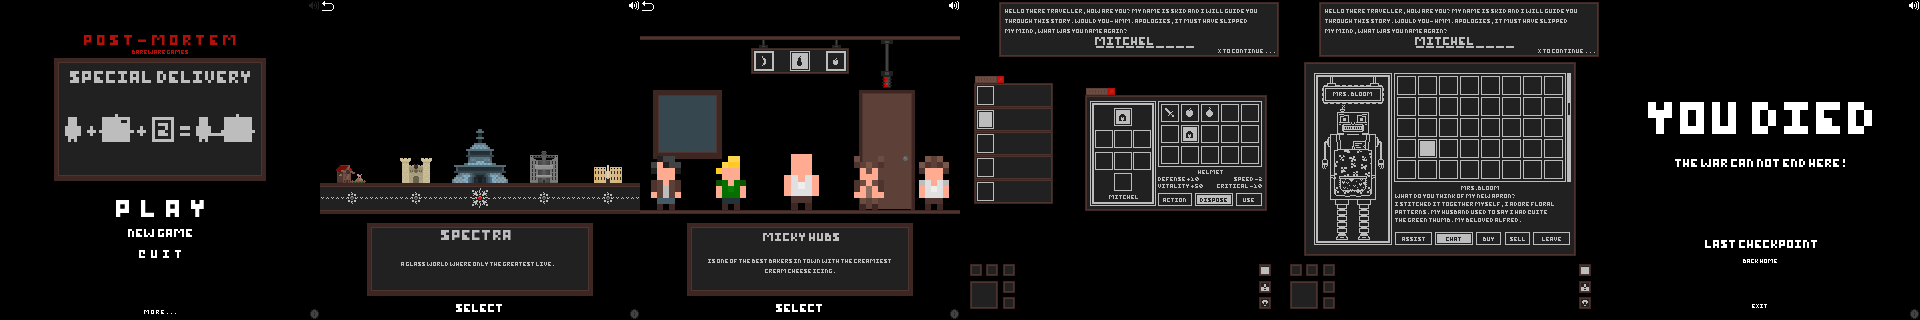 POST-MORTEM
GAMEWARE GAMES
SPECIAL DELIVERY
+ + 2 =
PLAY
NEW GAME
QUIT
MORE...
SPECTRA
A GLASS WORLD WHERE ONLY THE GREATEST LIVE.
SELECT
MICKY HUBS
IS ONE OF THE BEST BAKERS IN TOWN WITH THE CREAMIEST
CREAM CHEESE ICING.
SELECT
HELLO THERE TRAVELLER, HOW ARE YOU? MY NAME IS SKID AND I WILL GUIDE YOU
THROUGH THIS STORY. WOULD YOU- HMM. APOLOGIES, IT MUST HAVE SLIPPED
MY MIND, WHAT WAS YOU NAME AGAIN?
MITCHEL
X TO CONTINUE...
MITCHEL
HELMET
DEFENSE +10 SPEED -2
VITALITY +20 CRITICAL -10
ACTION DISPOSE USE
HELLO THERE TRAVELLER, HOW ARE YOU? MY NAME IS SKID AND I WILL GUIDE YOU
THROUGH THIS STORY. WOULD YOU- HMM. APOLOGIES, IT MUST HAVE SLIPPED
MY MIND, WHAT WAS YOU NAME AGAIN?
MITCHEL
X TO CONTINUE...
MRS. BLOOM
MRS. BLOOM
WHAT DO YOU THINK OF MY NEW APRON?
I STITCHED IT TOGETHER MYSELF, I ADORE FLORAL
PATTERNS. MY HUSBAND USED TO SAY I HAD QUITE
THE GREEN THUMB. MY BELOVED ALFRED.
ASSIST CHAT BUY SELL LEAVE
YOU DIED
THE WAR CAN NOT END HERE!
LAST CHECKPOINT
BACK HOME
EXIT